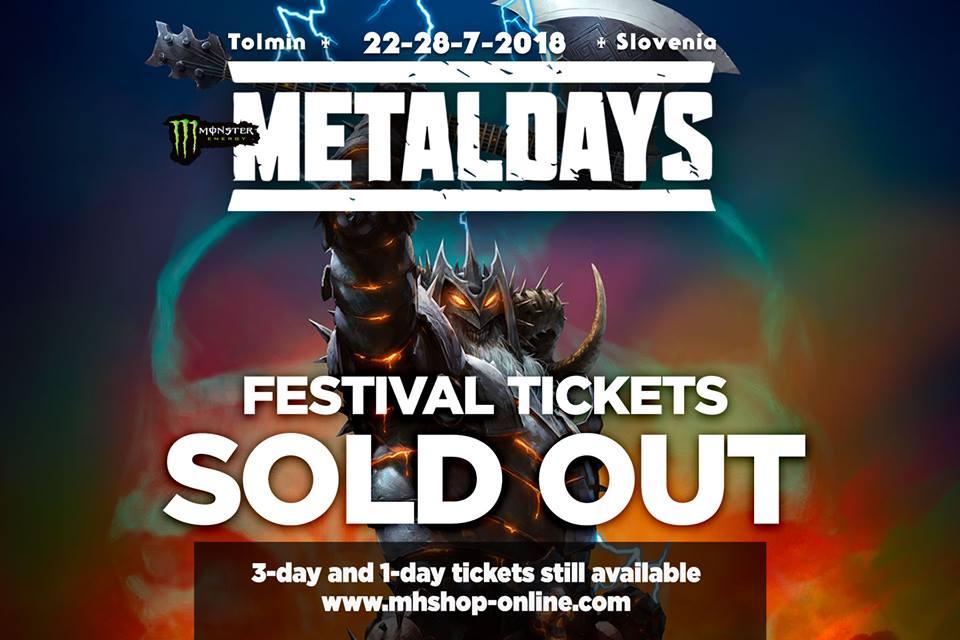 Tolmin ✠ 22-28-7-2018 ✠ Slovenia
METALDAYS
MONSTER
ENERGY
FESTIVAL TICKETS
SOLD OUT
3-day and 1-day tickets still available
www.mhshop-online.com